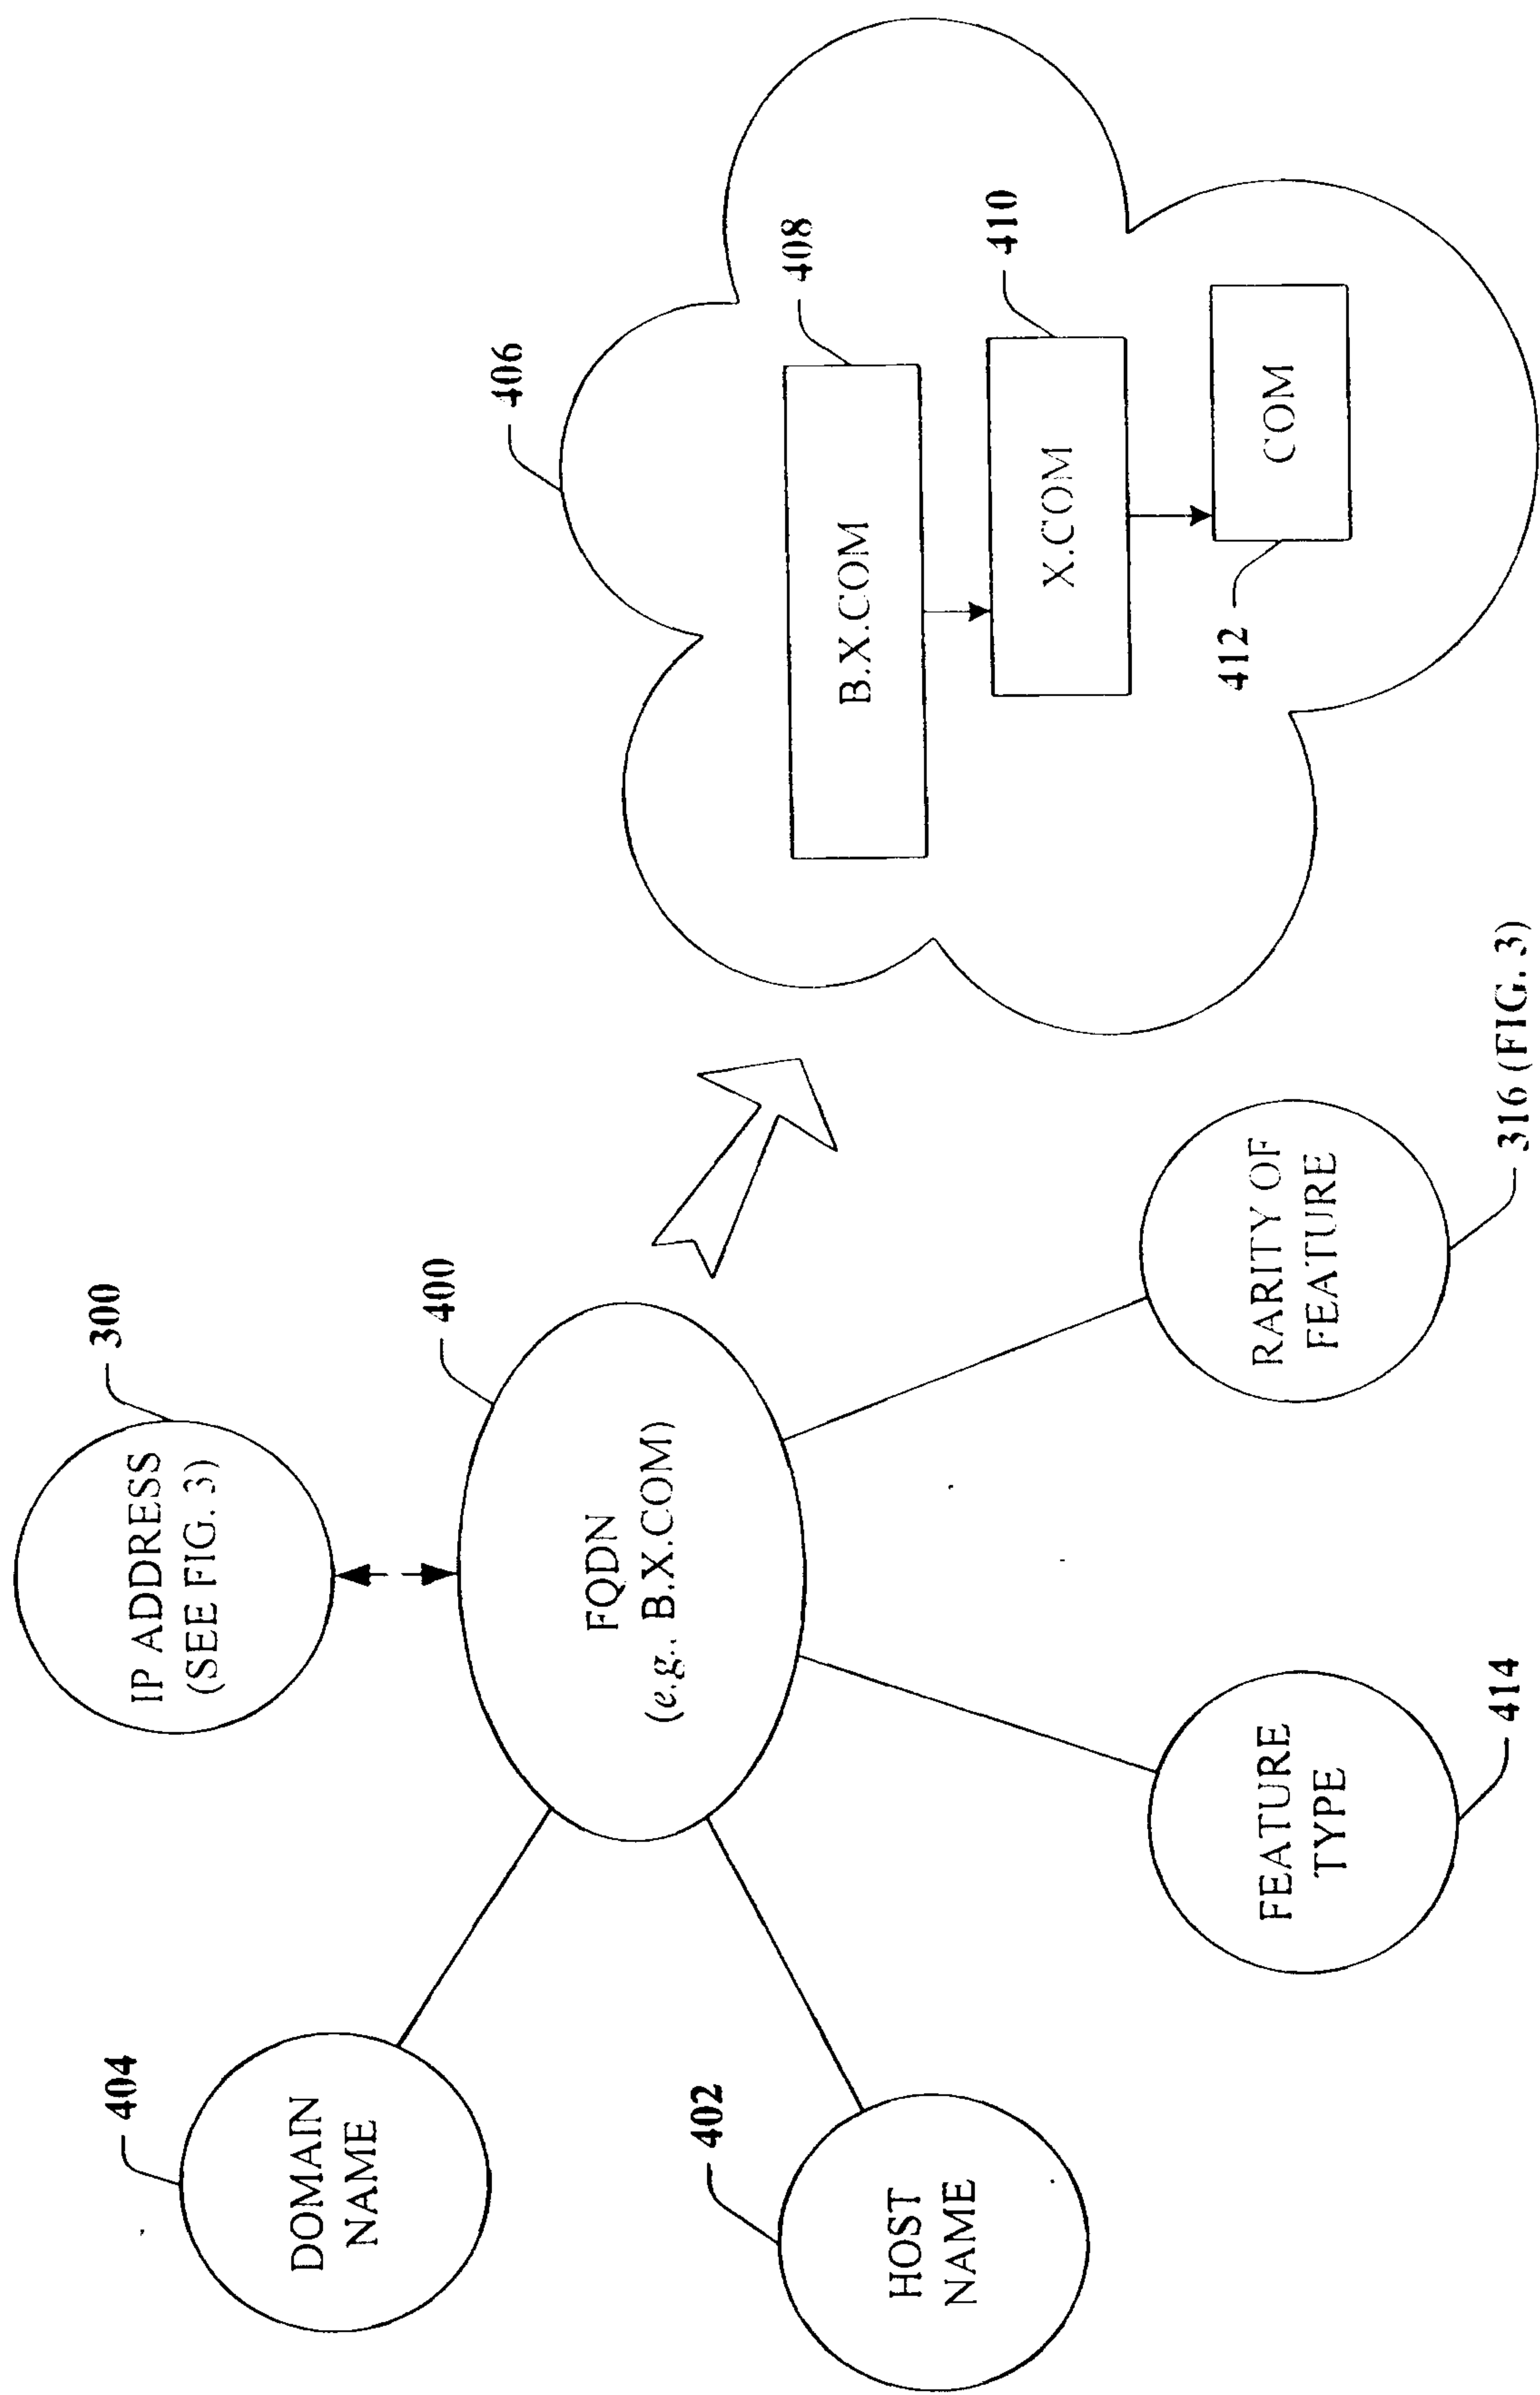 404
DOMAIN
NAME
300
IP ADDRESS
(SEE FIG. 3)
402
HOST
NAME
400
FQDN
(e.g., B.X.COM)
414
FEATURE
TYPE
316 (FIG. 3)
RARITY OF
FEATURE
406
408
B.X.COM
410
X.COM
412
COM